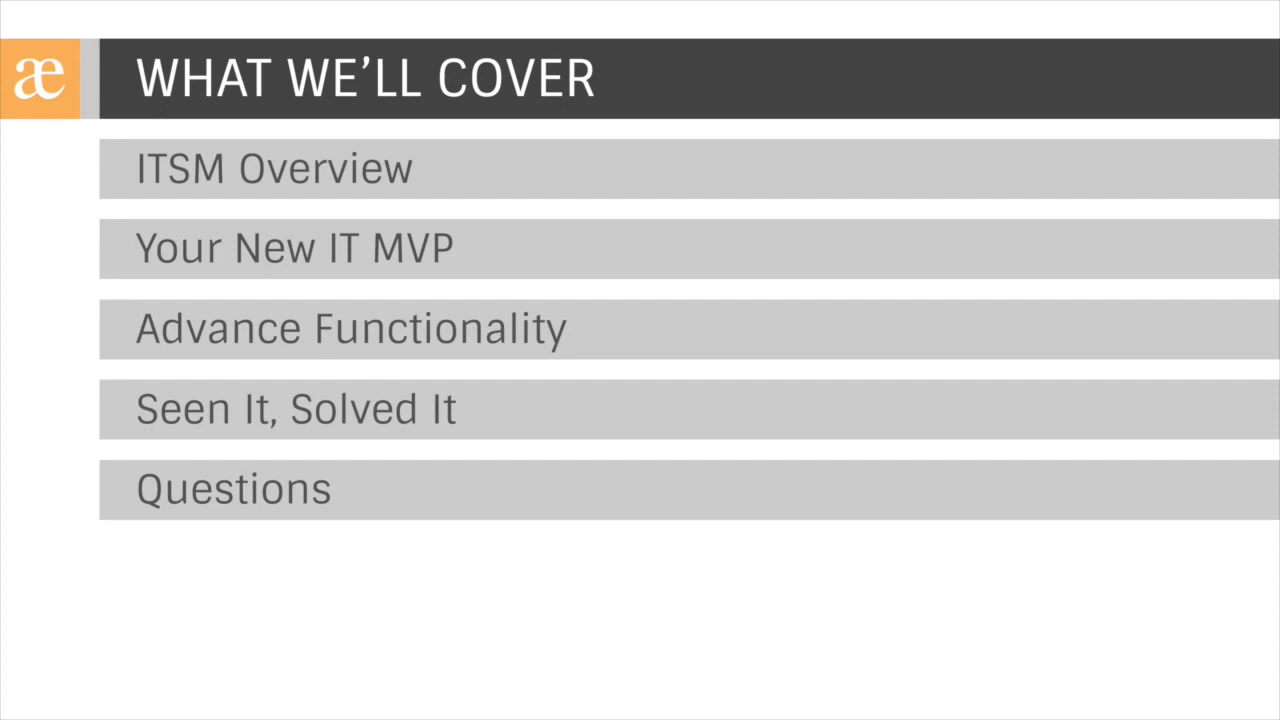 æ
WHAT WE’LL COVER
ITSM Overview
Your New IT MVP
Advance Functionality
Seen It, Solved It
Questions